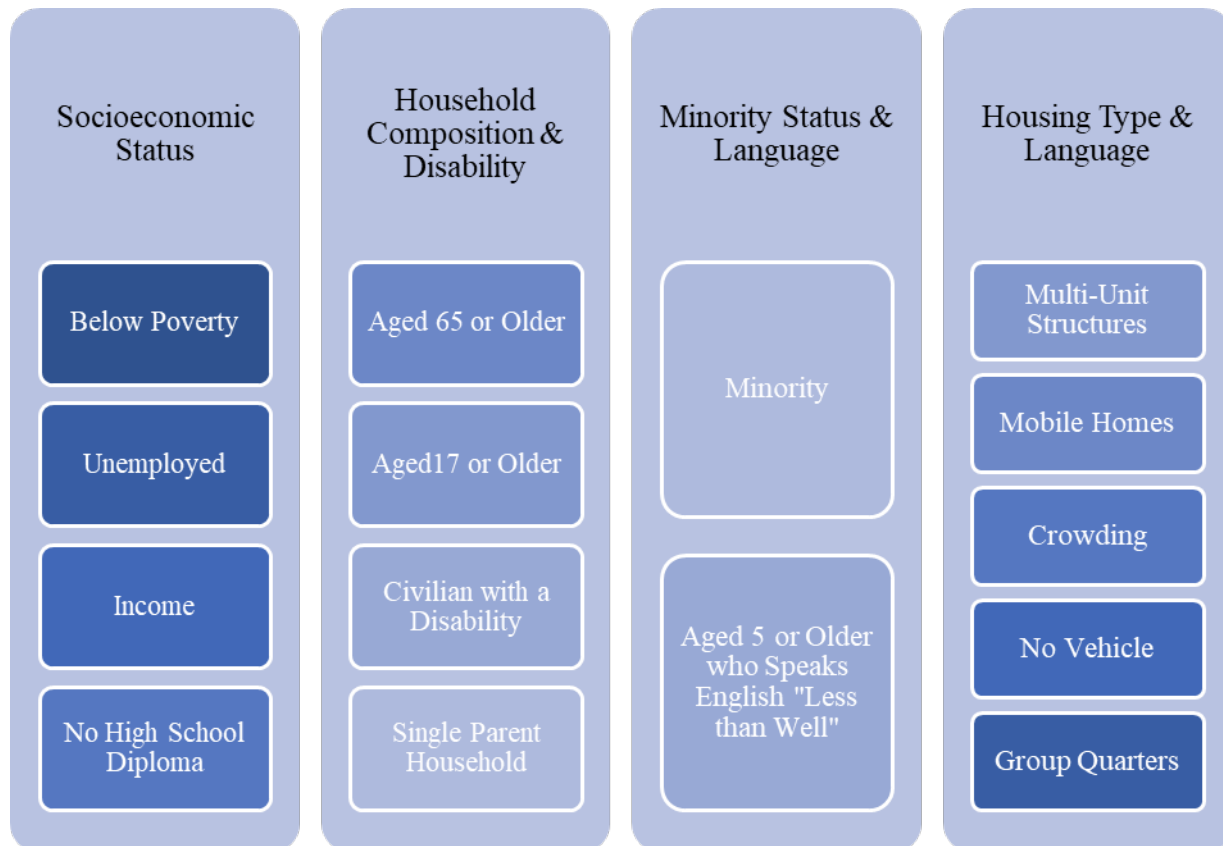 Socioeconomic
Status
Below Poverty
Unemployed
Income
No High School
Diploma
Household
Composition &
Disability
Aged 65 or Older
Aged17 or Older
Civilian with a
Disability
Single Parent
Household
Minority Status &
Language
Minority
Aged 5 or Older
who Speaks
English "Less
than Well"
Housing Type &
Language
Multi-Unit
Structures
Mobile Homes
Crowding
No Vehicle
Group Quarters